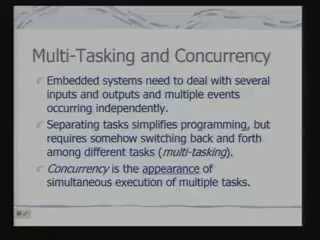 Multi-Tasking and Concurrency
Embedded systems need to deal with several
inputs and outputs and multiple events
occurring independently.
Separating tasks simplifies programming, but
requires somehow switching back and forth
among different tasks (multi-tasking).
Concurrency is the appearance of
simultaneous execution of multiple tasks.